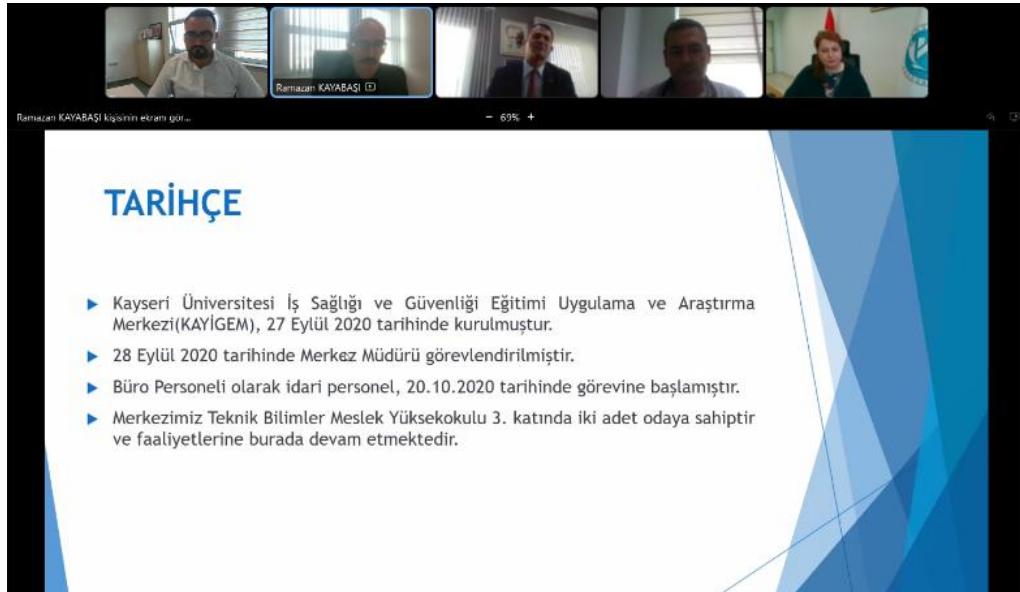 Ramazan KAYABAŞI
Ramazan KAYABAŞI kişisinin ekranı gör...
− 69% +
TARİHÇE
Kayseri Üniversitesi İş Sağlığı ve Güvenliği Eğitimi Uygulama ve Araştırma
Merkezi(KAYİGEM), 27 Eylül 2020 tarihinde kurulmuştur.
28 Eylül 2020 tarihinde Merkez Müdürü görevlendirilmiştir.
Büro Personeli olarak idari personel, 20.10.2020 tarihinde görevine başlamıştır.
Merkezimiz Teknik Bilimler Meslek Yüksekokulu 3. katında iki adet odaya sahiptir
ve faaliyetlerine burada devam etmektedir.